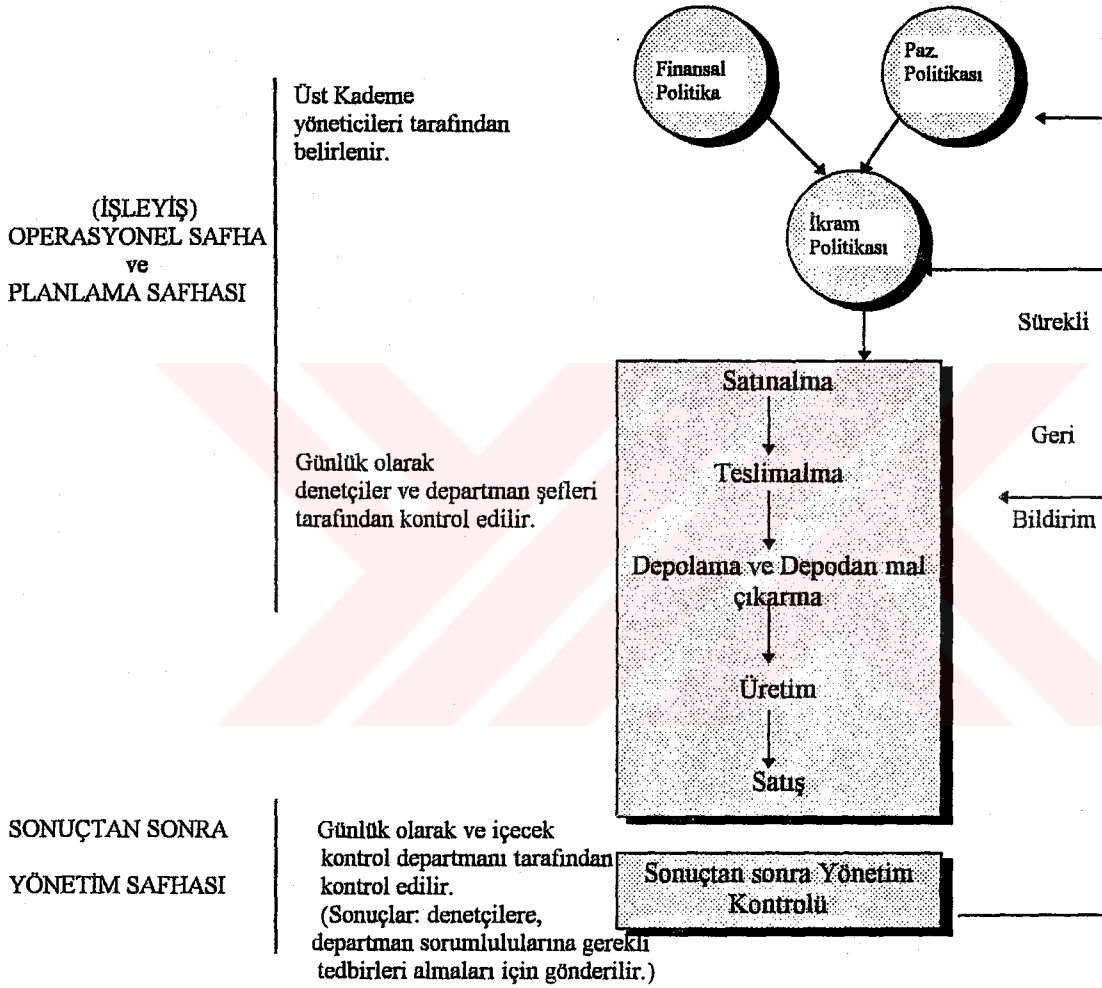 Finansal
Politika
Paz.
Politikası
Üst Kademe
yöneticileri tarafından
belirlenir.
(İŞLEYİŞ)
OPERASYONEL SAFHA
ve
PLANLAMA SAFHASI
İkram
Politikası
Sürekli
Satınalma
Geri
Günlük olarak
denetçiler ve departman şefleri
tarafından kontrol edilir.
Teslimalma
Bildirim
Depolama ve Depodan mal
çıkarma
Üretim
Satış
SONUÇTAN SONRA
YÖNETİM SAFHASI
Günlük olarak ve içecek
kontrol departmanı tarafından
kontrol edilir.
(Sonuçlar: denetçilere,
departman sorumlulularına gerekli
tedbirleri almaları için gönderilir.)
Sonuçtan sonra Yönetim
Kontrolü